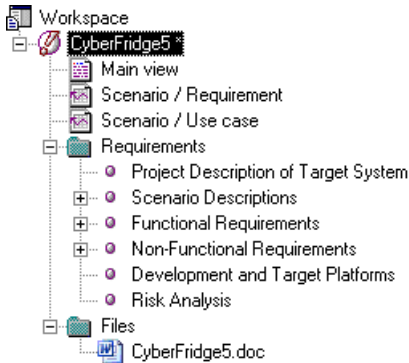 Workspace
CyberFridge5 *
Main view
Scenario / Requirement
Scenario / Use case
Requirements
Project Description of Target System
Scenario Descriptions
Functional Requirements
Non-Functional Requirements
Development and Target Platforms
Risk Analysis
Files
CyberFridge5.doc